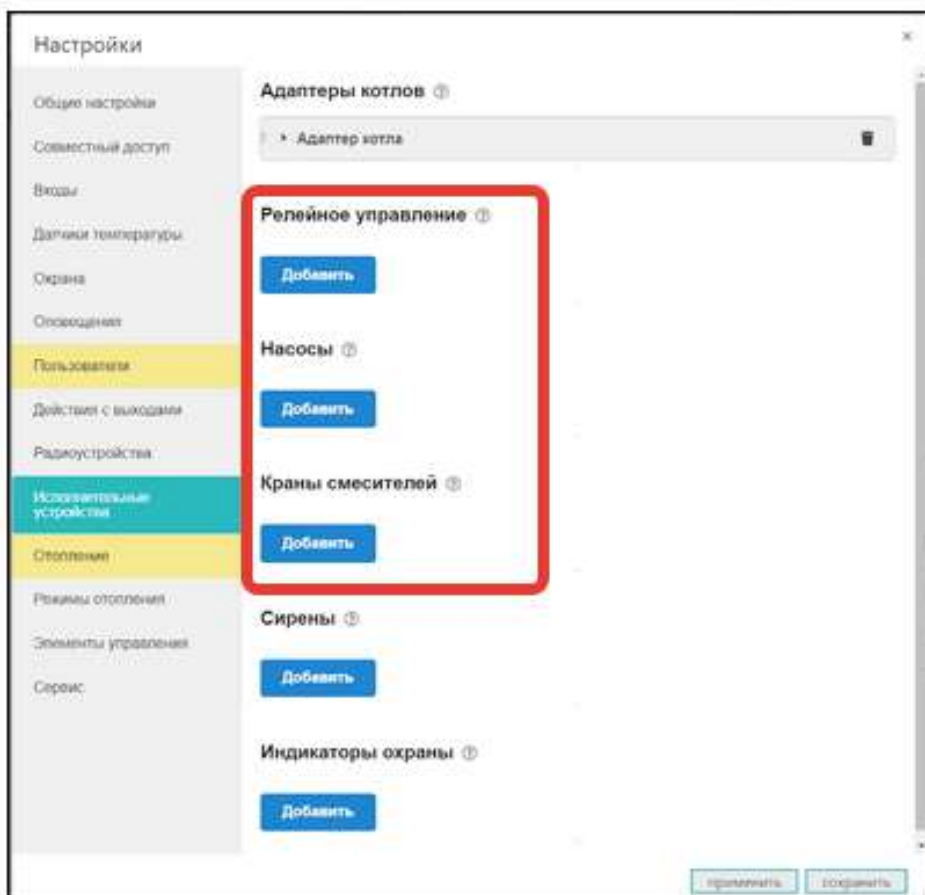 Настройки
Общие настройки
Совместный доступ
Входы
Датчики температуры
Охрана
Оповещения
Пользователи
Действия с выходами
Радиоустройства
Исполнительные
устройства
Отопление
Режимы отопления
Элементы управления
Сервис
Адаптеры котлов
Адаптер котла
Релейное управление
Добавить
Насосы
Добавить
Краны смесителей
Добавить
Сирены
Добавить
Индикаторы охраны
Добавить
применить
сохранить